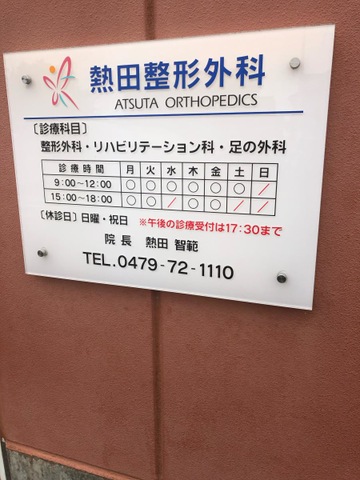 熱田整形外科
ATSUTA ORTHOPEDICS
〔診療科目〕
整形外科・リハビリテーション科・足の外科
診療時間 月 火 水 木 金 土 日
9:00〜12:00 ○ ○ ○ ○ ○ ○ ／
15:00〜18:00 ○ ○ ／ ○ ○ ／ ／
〔休診日〕日曜・祝日 ※午後の診療受付は17:30まで
院長 熱田 智範
TEL.0479-72-1110